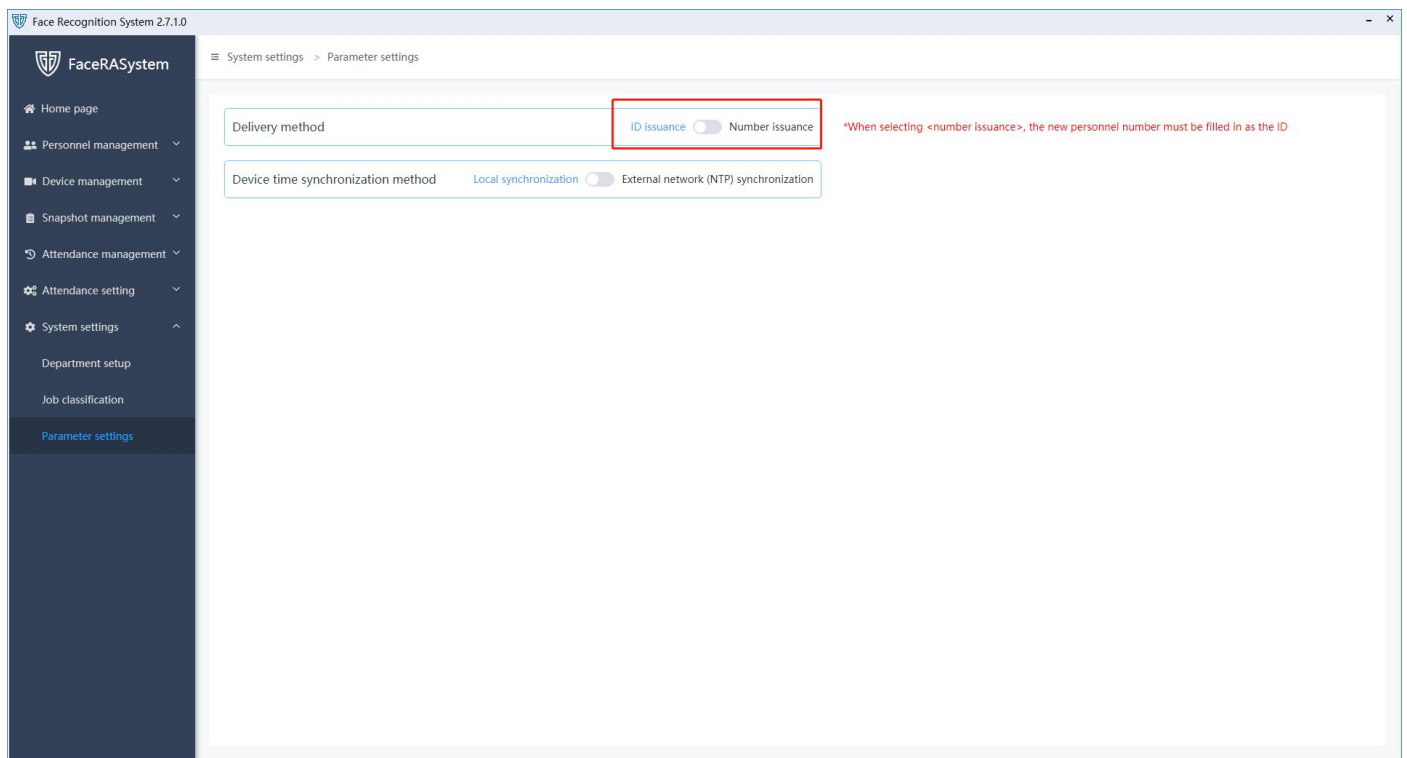 Face Recognition System 2.7.1.0
FaceRASystem
System settings > Parameter settings
Home page
Personnel management
Device management
Snapshot management
Attendance management
Attendance setting
System settings
Department setup
Job classification
Parameter settings
Delivery method ID issuance Number issuance *When selecting <number issuance>, the new personnel number must be filled in as the ID
Device time synchronization method Local synchronization External network (NTP) synchronization